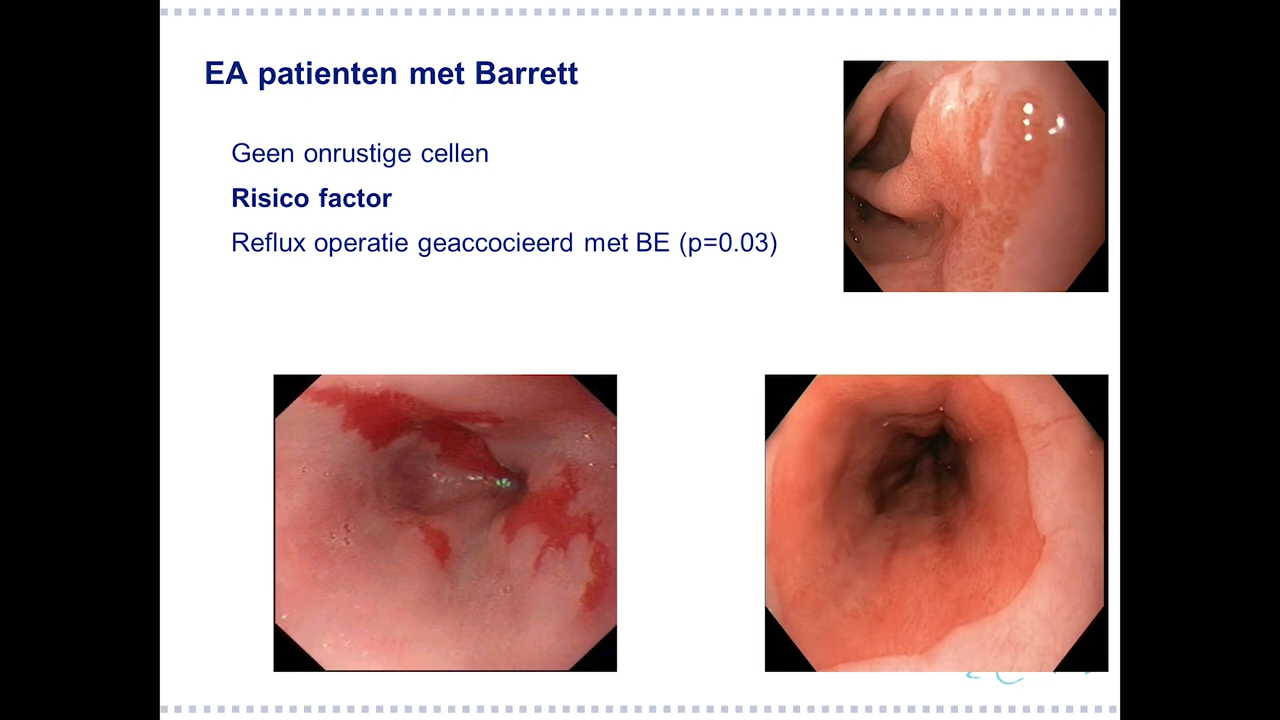 EA patienten met Barrett
Geen onrustige cellen
Risico factor
Reflux operatie geaccocieerd met BE (p=0.03)